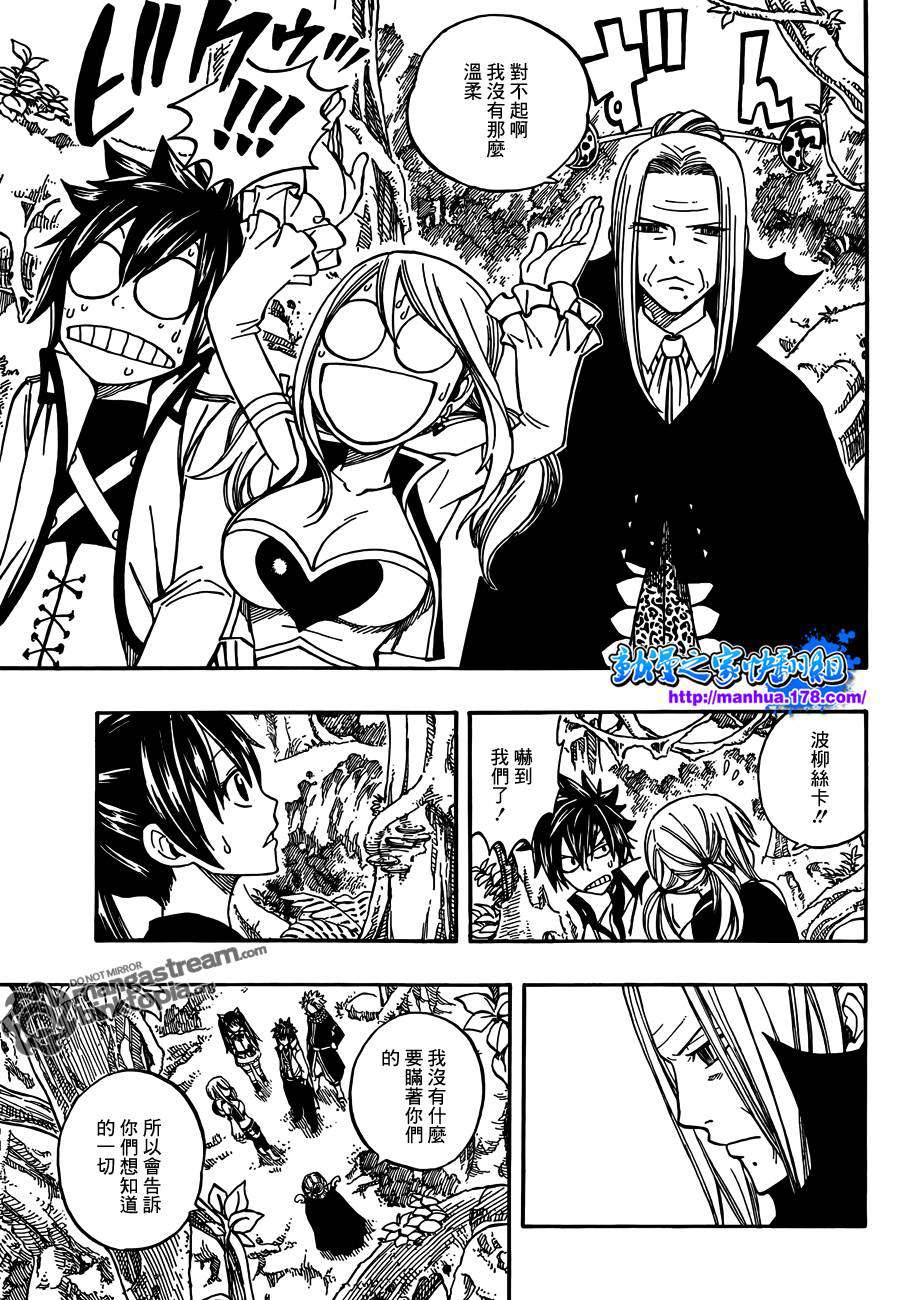 ざん
対不起啊
我沒有那麼
溫柔
ビクゥッ
!!!
動漫之家快翻組
http://manhua.178.com/
波柳絲卡!!
嚇到
我們了!
DO NOT MIRROR
mangastream.com
我沒有什麼
要瞞著你們
的
所以會告訴
你們想知道
的一切